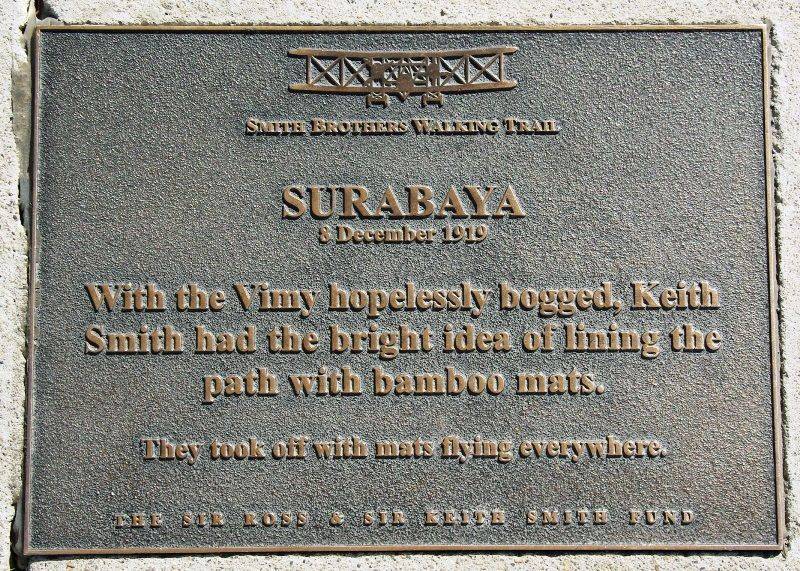 SMITH BROTHERS WALKING TRAIL
SURABAYA
8 December 1919
With the Vimy hopelessly bogged, Keith
Smith had the bright idea of lining the
path with bamboo mats.
They took off with mats flying everywhere.
THE SIR ROSS & SIR KEITH SMITH FUND